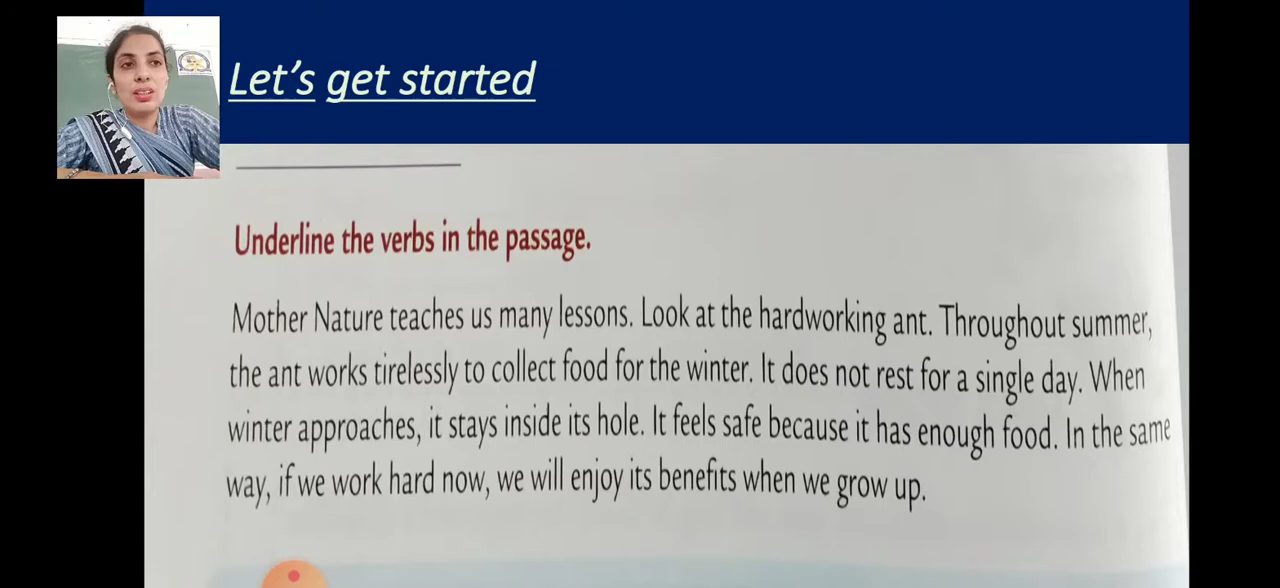 Let's get started
Underline the verbs in the passage.
Mother Nature teaches us many lessons. Look at the hardworking ant. Throughout summer,
the ant works tirelessly to collect food for the winter. It does not rest for a single day. When
winter approaches, it stays inside its hole. It feels safe because it has enough food. In the same
way, if we work hard now, we will enjoy its benefits when we grow up.